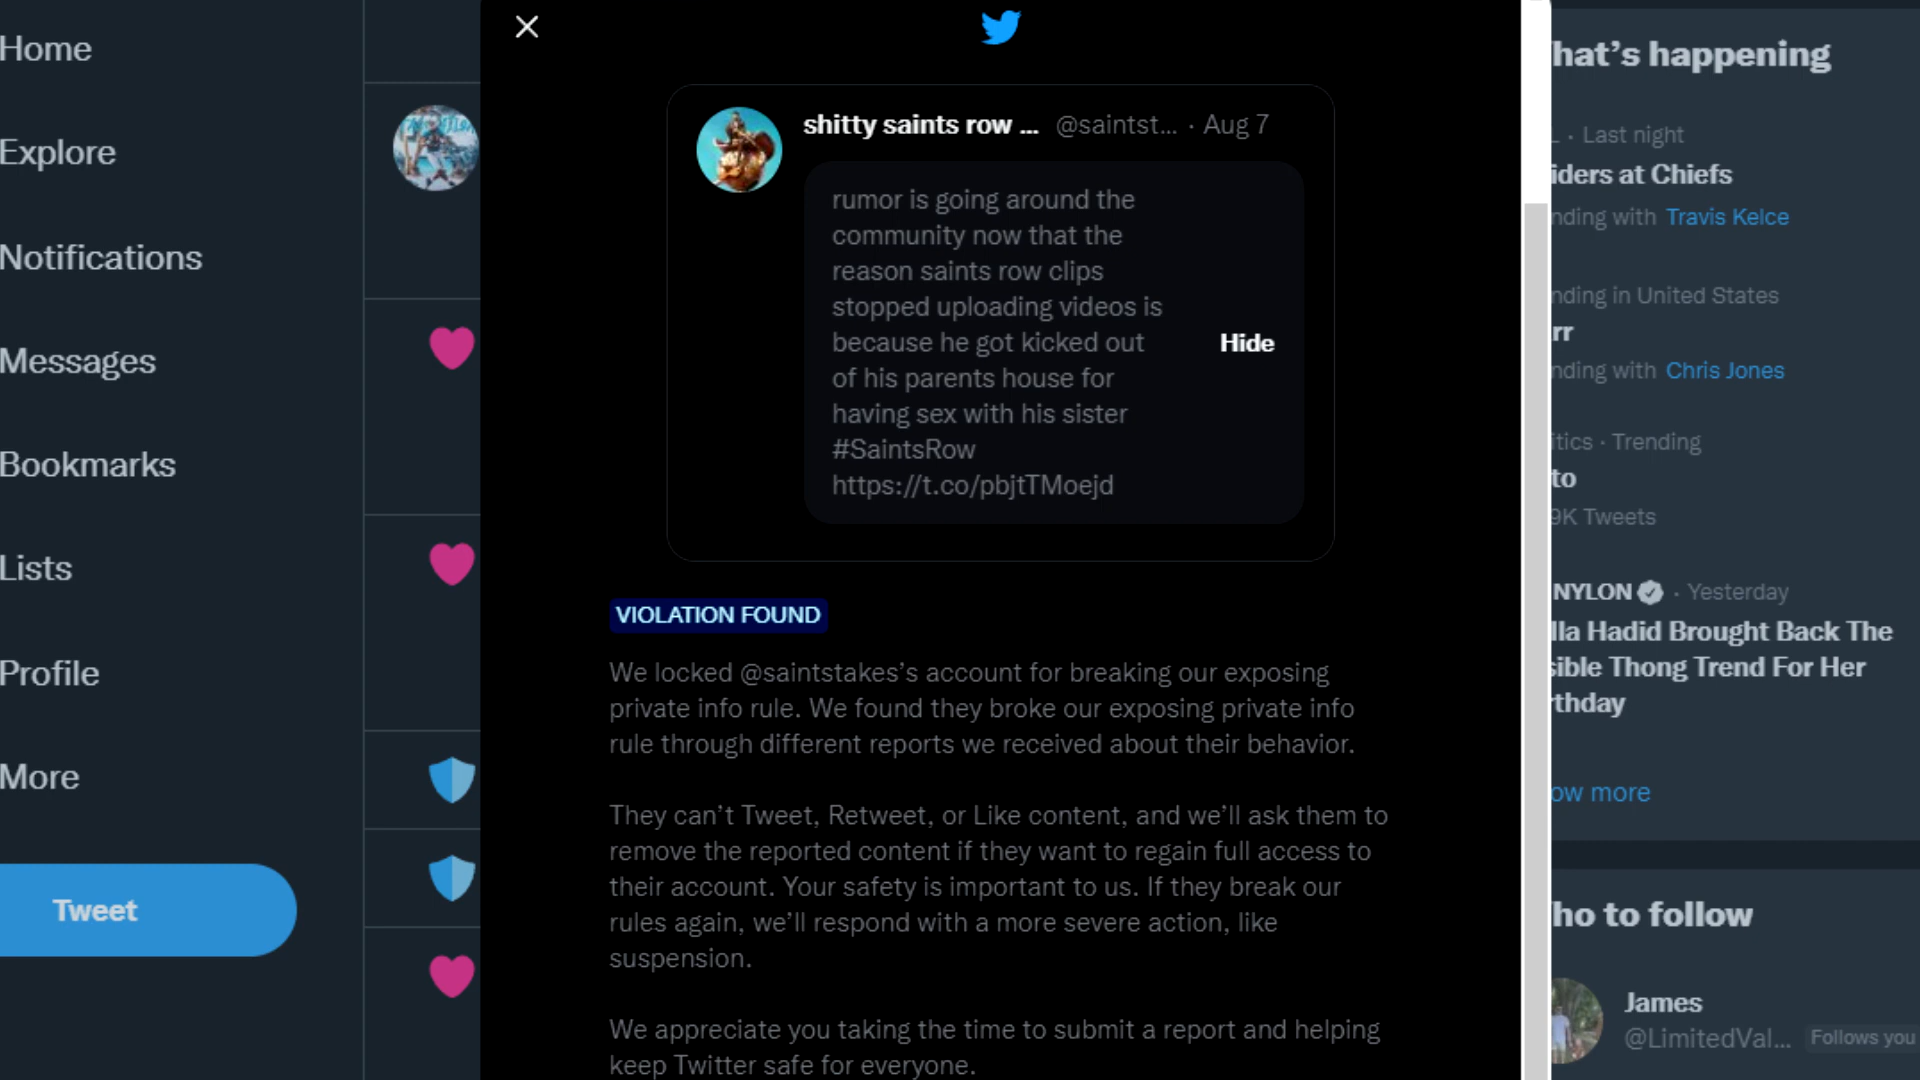 Home
Explore
Notifications
Messages
Bookmarks
Lists
Profile
More
Tweet
shitty saints row ... @saintst... · Aug 7
rumor is going around the
community now that the
reason saints row clips
stopped uploading videos is
because he got kicked out
of his parents house for
having sex with his sister
#SaintsRow
https://t.co/pbjtTMoejd
Hide
VIOLATION FOUND
We locked @saintstakes’s account for breaking our exposing
private info rule. We found they broke our exposing private info
rule through different reports we received about their behavior.
They can’t Tweet, Retweet, or Like content, and we’ll ask them to
remove the reported content if they want to regain full access to
their account. Your safety is important to us. If they break our
rules again, we’ll respond with a more severe action, like
suspension.
We appreciate you taking the time to submit a report and helping
keep Twitter safe for everyone.
hat’s happening
L · Last night
iders at Chiefs
nding with Travis Kelce
nding in United States
rr
nding with Chris Jones
itics · Trending
to
9K Tweets
NYLON · Yesterday
lla Hadid Brought Back The
sible Thong Trend For Her
rthday
ow more
ho to follow
James
@LimitedVal... Follows you